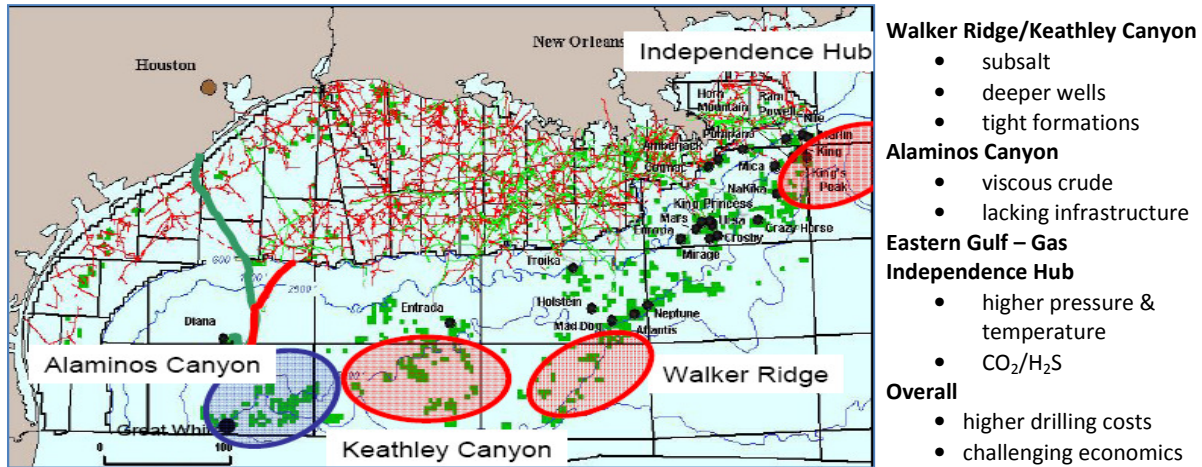 Houston
New Orleans
Independence Hub
Horn
Mountain
Ram
Powell
Nile
Marlin
Pompano
Amberjack
Cognac
King
King's
Peak
Mica
NaKika
King Princess
Mars
Ursa
Europa
Crosby
Crazy Horse
Mirage
Troika
600
2500
Entrada
Holstein
Neptune
Mad Dog
Atlantis
Diana
Alaminos Canyon
Walker Ridge
Keathley Canyon
0
100
Walker Ridge/Keathley Canyon
• subsalt
• deeper wells
• tight formations
Alaminos Canyon
• viscous crude
• lacking infrastructure
Eastern Gulf – Gas
Independence Hub
• higher pressure &
temperature
• CO₂/H₂S
Overall
• higher drilling costs
• challenging economics